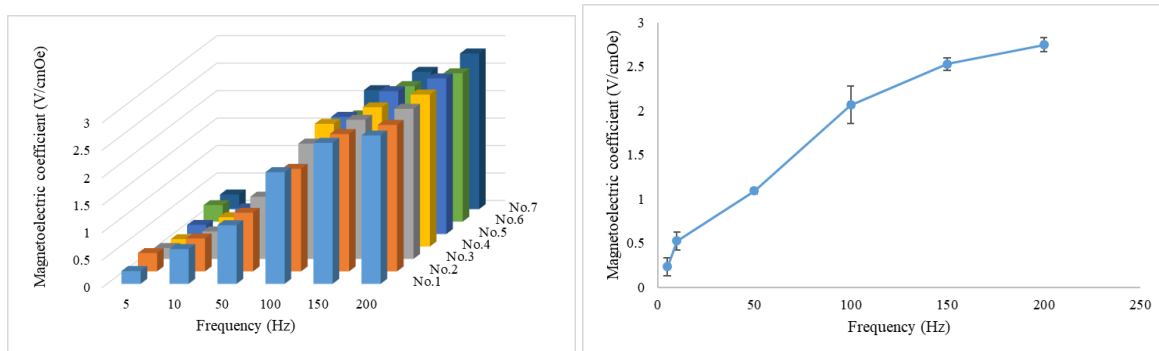 Magnetoelectric coefficient (V/cmOe)
3
2.5
2
1.5
1
0.5
0
5 10 50 100 150 200
Frequency (Hz)
No.7
No.6
No.5
No.4
No.3
No.2
No.1
Magnetoelectric coefficient (V/cmOe)
3
2.5
2
1.5
1
0.5
0
0 50 100 150 200 250
Frequency (Hz)